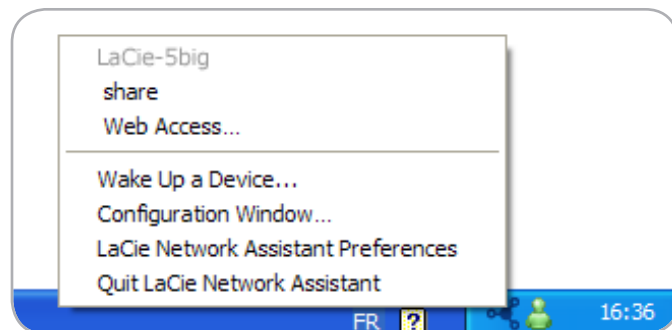 LaCie-5big
share
Web Access...
Wake Up a Device...
Configuration Window...
LaCie Network Assistant Preferences
Quit LaCie Network Assistant
FR ? 16:36